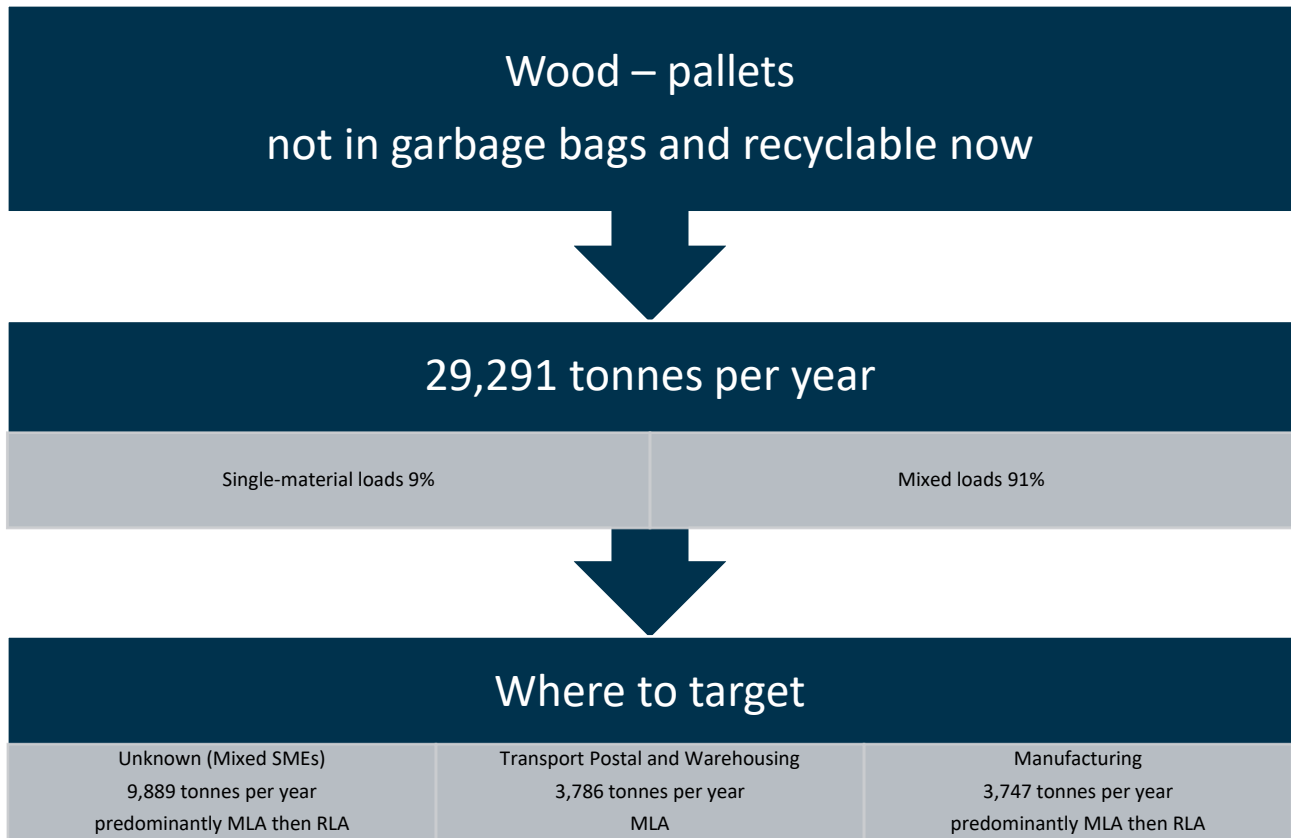 Wood – pallets
not in garbage bags and recyclable now
29,291 tonnes per year
Single-material loads 9%
Mixed loads 91%
Where to target
Unknown (Mixed SMEs)
9,889 tonnes per year
predominantly MLA then RLA
Transport Postal and Warehousing
3,786 tonnes per year
MLA
Manufacturing
3,747 tonnes per year
predominantly MLA then RLA